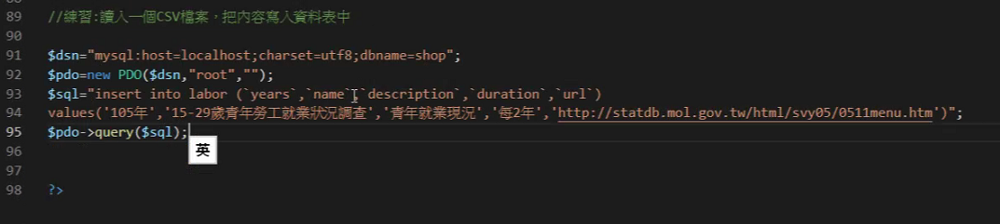 89 //練習:讀入一個CSV檔案，把內容寫入資料表中
90
91 $dsn="mysql:host=localhost;charset=utf8;dbname=shop";
92 $pdo=new PDO($dsn,"root","");
93 $sql="insert into labor (`years`,`name`,`description`,`duration`,`url`)
94 values('105年','15-29歲青年勞工就業狀況調查','青年就業現況','每2年','http://statdb.mol.gov.tw/html/svy05/0511menu.htm')";
95 $pdo->query($sql);
英
96
97
98 ?>